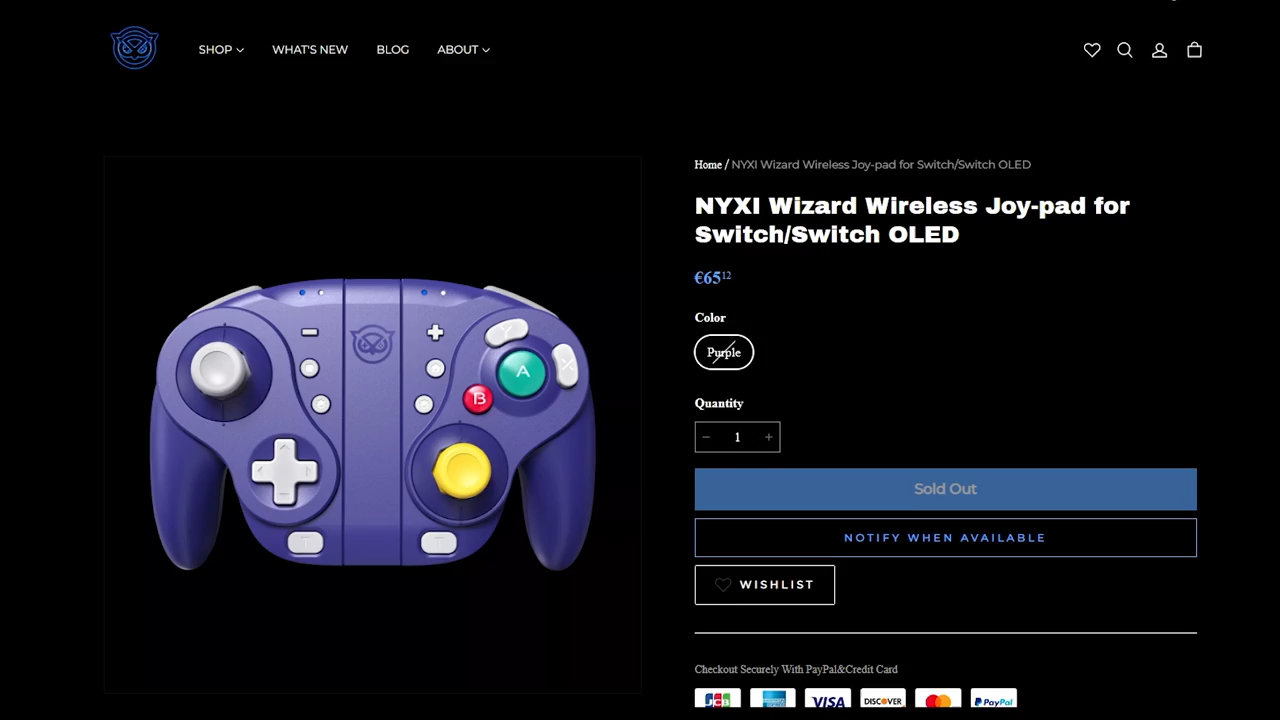 SHOP
WHAT'S NEW
BLOG
ABOUT
Home / NYXI Wizard Wireless Joy-pad for Switch/Switch OLED
NYXI Wizard Wireless Joy-pad for
Switch/Switch OLED
€6512
Color
Purple
Quantity
− 1 +
Sold Out
NOTIFY WHEN AVAILABLE
WISHLIST
Checkout Securely With PayPal&Credit Card
JCB
VISA
DISCOVER
PayPal
Y
X
A
B
T
T